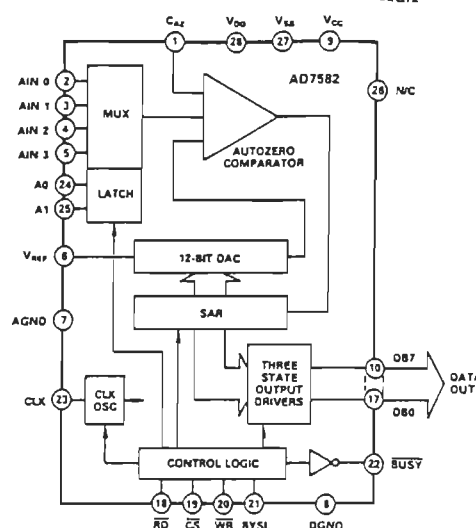 C_AZ V_DD V_SS V_CC
1 28 27 9
AD7582
AIN 0 2
AIN 1 3
AIN 2 4
AIN 3 5
MUX
26 N/C
AUTOZERO
COMPARATOR
A0 24
A1 25
LATCH
V_REF 6
12-BIT DAC
SAR
AGND 7
THREE
STATE
OUTPUT
DRIVERS
10 DB7
17 DB0
DATA
OUT
CLK 23
CLK
OSC
CONTROL LOGIC
22 BUSY
18 19 20 21 8
RD CS WR BYSL DGND